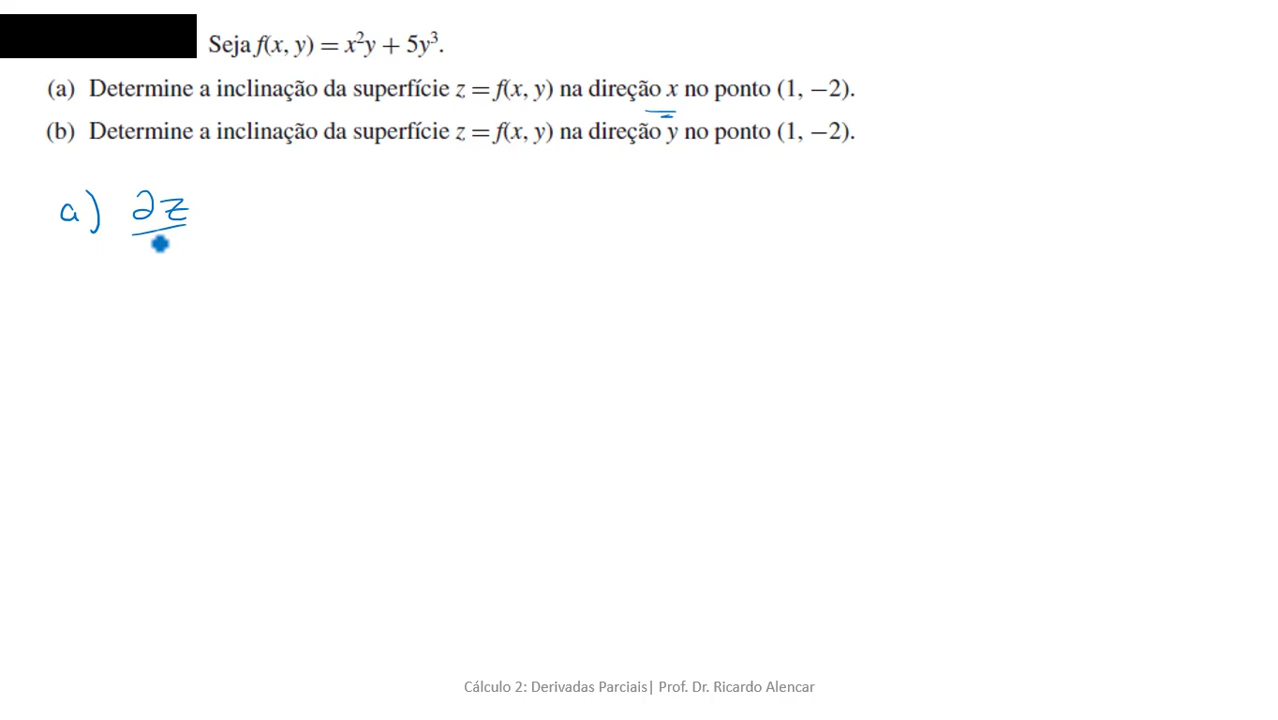 Seja f(x, y) = x²y + 5y³.
(a) Determine a inclinação da superfície z = f(x, y) na direção x no ponto (1, −2).
(b) Determine a inclinação da superfície z = f(x, y) na direção y no ponto (1, −2).
a) ∂z
Cálculo 2: Derivadas Parciais| Prof. Dr. Ricardo Alencar